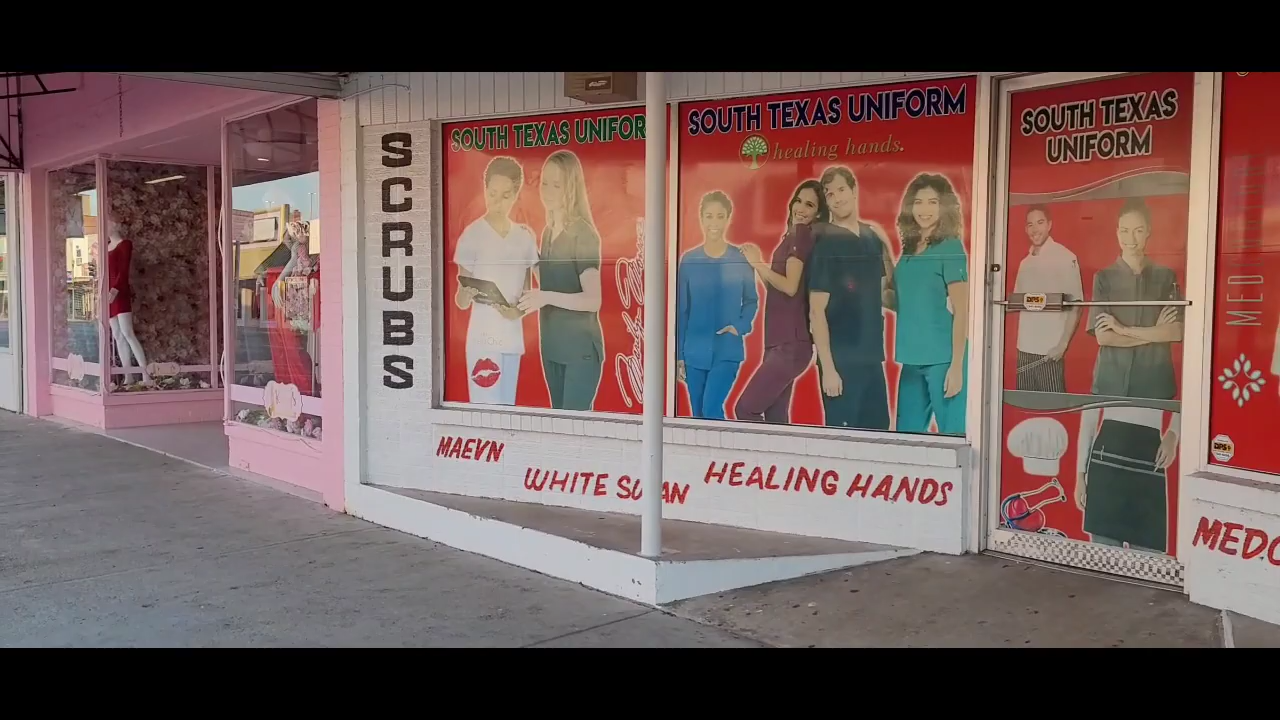 SCRUBS
SOUTH TEXAS UNIFOR
SOUTH TEXAS UNIFORM
healing hands.
SOUTH TEXAS
UNIFORM
MAEVN
WHITE SWAN
HEALING HANDS
MED
MEDC